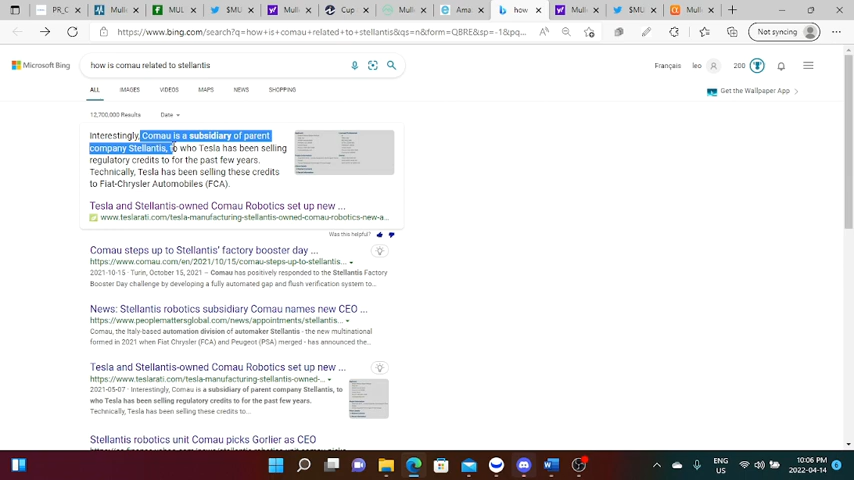 PR_C
Mulle
MUL
$MU
Mulle
Cup
Mulle
Ama
how
Mulle
$MU
Mulle
https://www.bing.com/search?q=how+is+comau+related+to+stellantis&qs=n&form=QBRE&sp=-1&pq...
Not syncing
Microsoft Bing
how is comau related to stellantis
Français
leo
200
ALL
IMAGES
VIDEOS
MAPS
NEWS
SHOPPING
Get the Wallpaper App
12,700,000 Results
Date
Interestingly, Comau is a subsidiary of parent
company Stellantis, to who Tesla has been selling
regulatory credits to for the past few years.
Technically, Tesla has been selling these credits
to Fiat-Chrysler Automobiles (FCA).
Tesla and Stellantis-owned Comau Robotics set up new ...
www.teslarati.com/tesla-manufacturing-stellantis-owned-comau-robotics-new-a...
Was this helpful?
Comau steps up to Stellantis' factory booster day ...
https://www.comau.com/en/2021/10/15/comau-steps-up-to-stellantis...
2021-10-15 · Turin, October 15, 2021 – Comau has positively responded to the Stellantis Factory
Booster Day challenge by developing a fully automated gap and flush verification system to...
News: Stellantis robotics subsidiary Comau names new CEO ...
https://www.peoplemattersglobal.com/news/appointments/stellantis...
Comau, the Italy-based automation division of automaker Stellantis - the new multinational
formed in 2021 when Fiat Chrysler (FCA) and Peugeot (PSA) merged - has announced the...
Tesla and Stellantis-owned Comau Robotics set up new ...
https://www.teslarati.com/tesla-manufacturing-stellantis-owned-...
2021-05-07 · Interestingly, Comau is a subsidiary of parent company Stellantis, to
who Tesla has been selling regulatory credits to for the past few years.
Technically, Tesla has been selling these credits to...
Stellantis robotics unit Comau picks Gorlier as CEO
ENG
US
10:06 PM
2022-04-14
6